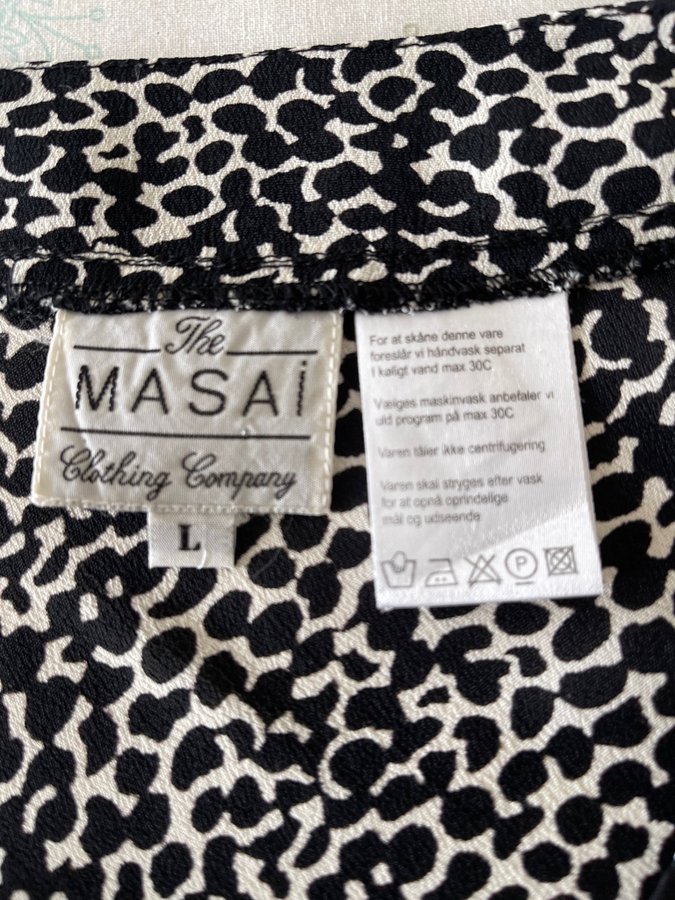 The
MASAi
Clothing Company
L
For at skåne denne vare
foreslår vi håndvask separat
I køligt vand max 30C
Vælges maskinvask anbefaler vi
uld program på max 30C
Varen tåler ikke centrifugering
Varen skal stryges efter vask
for at opnå oprindelige
mål og udseende
P